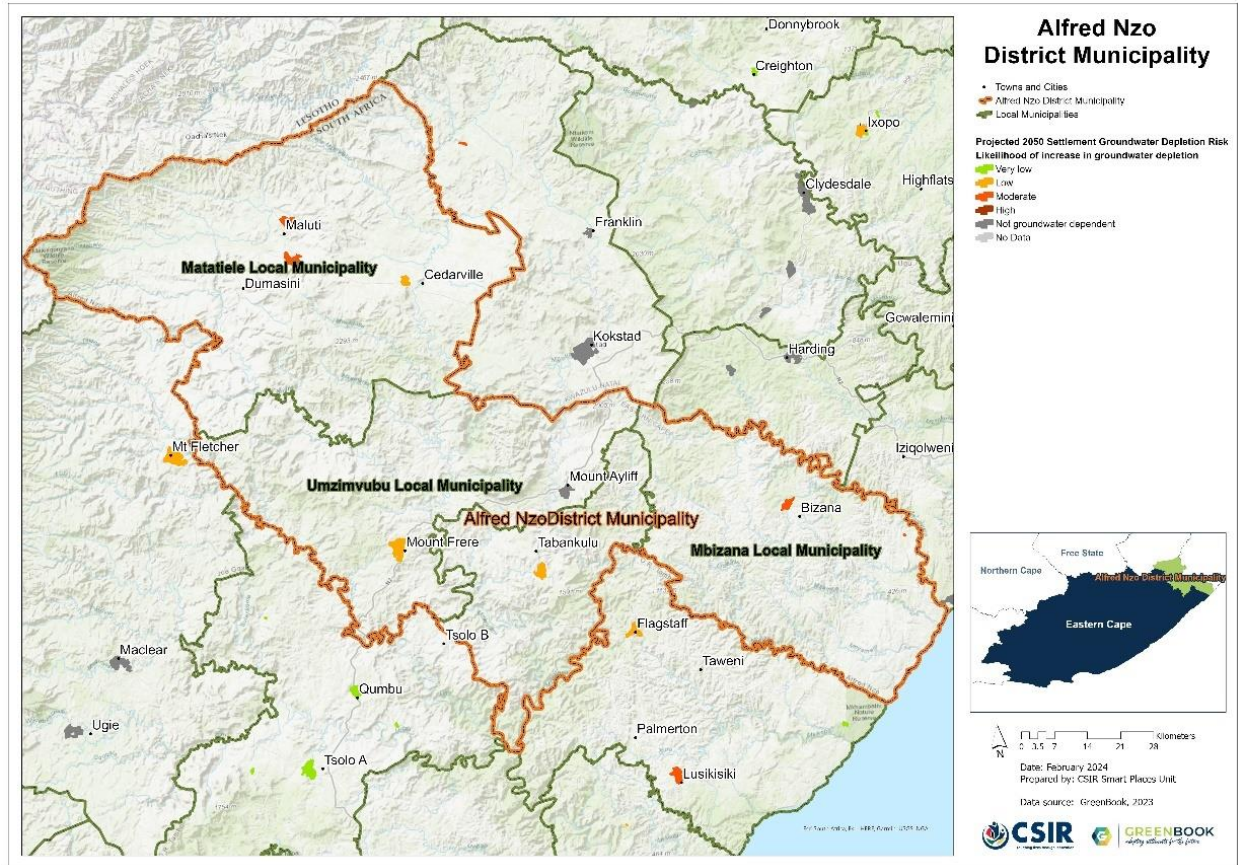 Alfred Nzo
District Municipality
Towns and Cities
Alfred Nzo District Municipality
Local Municipalities
Projected 2050 Settlement Groundwater Depletion Risk
Likelihood of increase in groundwater depletion
Very low
Low
Moderate
High
Not groundwater dependent
No Data
Donnybrook
Creighton
LESOTHO
SOUTH AFRICA
Ixopo
Clydesdale
Highflats
Franklin
Maluti
Matatiele Local Municipality
Dumasini
Cedarville
Gcwalemini
Kokstad
Harding
KWAZULU-NATAL
Mt Fletcher
Iziqolweni
Umzimvubu Local Municipality
Mount Ayliff
Bizana
Alfred NzoDistrict Municipality
Mount Frere
Tabankulu
Mbizana Local Municipality
Flagstaff
Tsolo B
Taweni
Maclear
Qumbu
Ugie
Palmerton
Tsolo A
Lusikisiki
Free State
Northern Cape
Alfred Nzo District Municipality
Eastern Cape
N
0 3.5 7 14 21 28
Kilometers
Date: February 2024
Prepared by: CSIR Smart Places Unit
Data source: GreenBook, 2023
CSIR
GREENBOOK